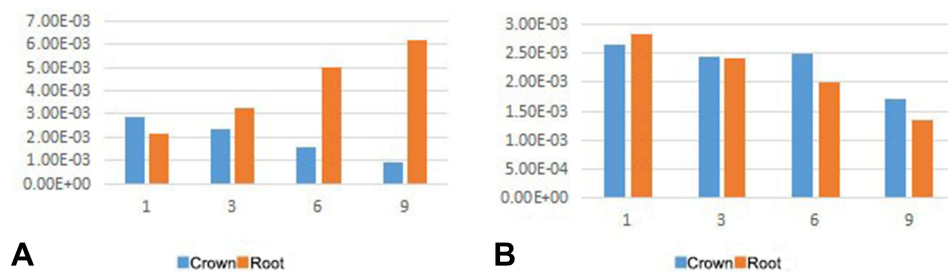 7.00E-03
6.00E-03
5.00E-03
4.00E-03
3.00E-03
2.00E-03
1.00E-03
0.00E+00
1 3 6 9
A
Crown Root
3.00E-03
2.50E-03
2.00E-03
1.50E-03
1.00E-03
5.00E-04
0.00E+00
1 3 6 9
B
Crown Root